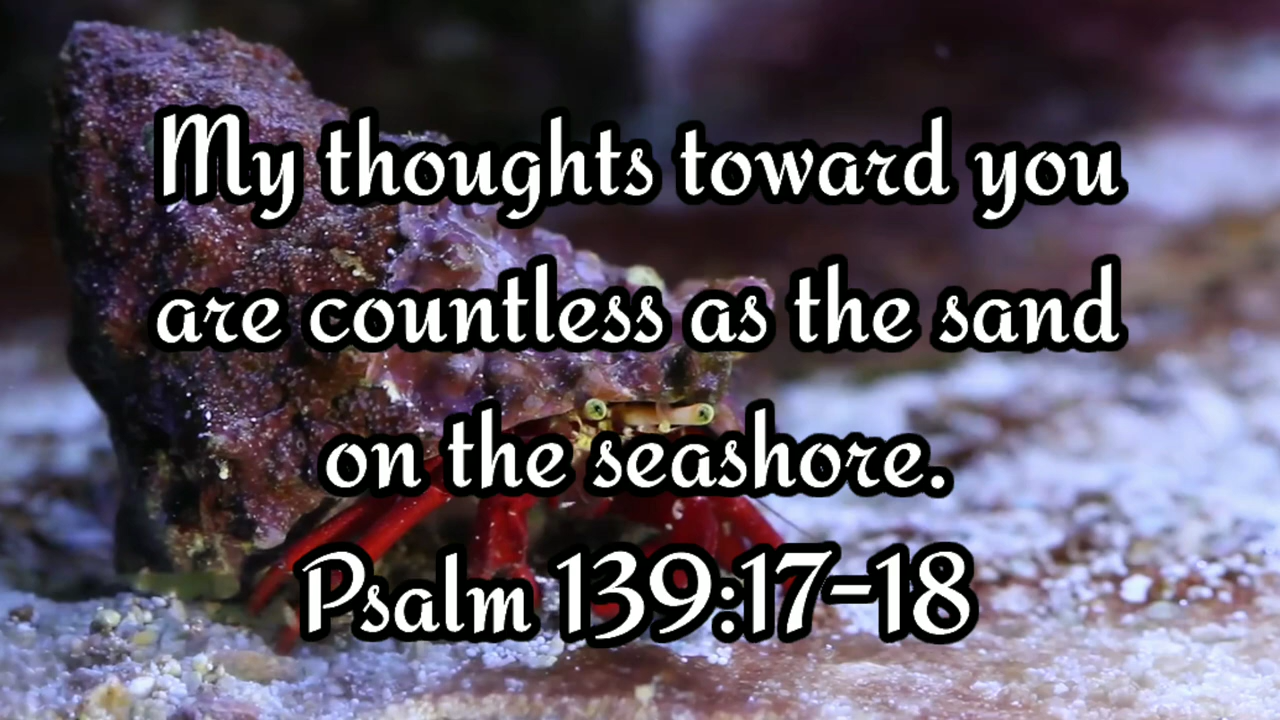 My thoughts toward you
are countless as the sand
on the seashore.
Psalm 139:17-18